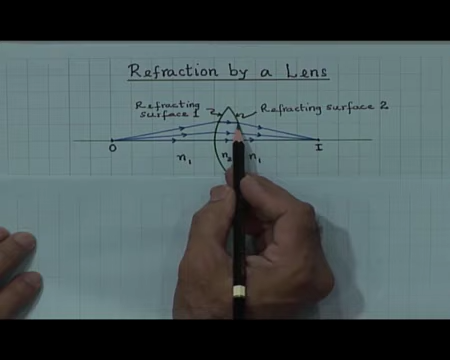 Refraction by a Lens
Refracting
surface 1
Refracting surface 2
O
n₁
n₂
n₁
I